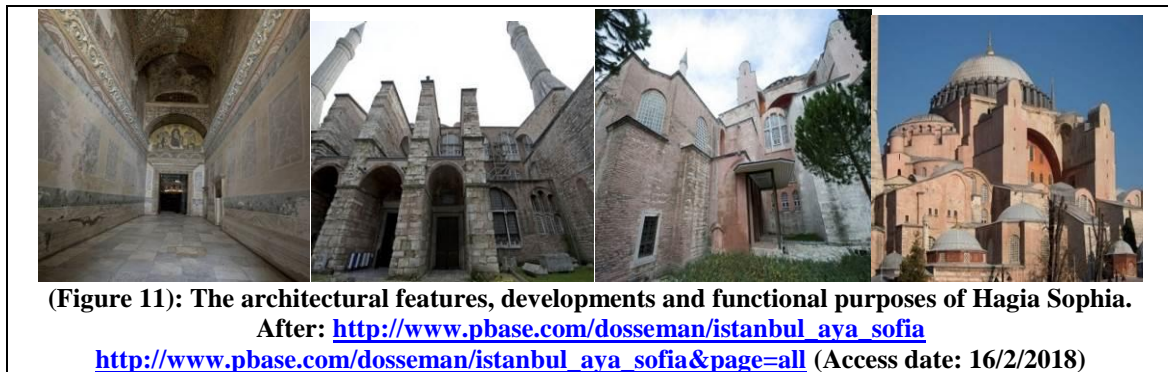 (Figure 11): The architectural features, developments and functional purposes of Hagia Sophia.
After: http://www.pbase.com/dosseman/istanbul_aya_sofia
http://www.pbase.com/dosseman/istanbul_aya_sofia&page=all (Access date: 16/2/2018)